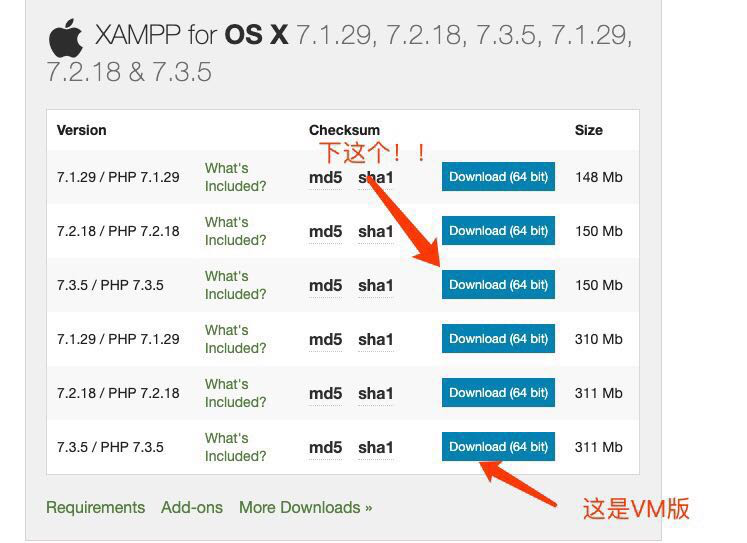 XAMPP for OS X 7.1.29, 7.2.18, 7.3.5, 7.1.29,
7.2.18 & 7.3.5
Version Checksum Size
下这个！！
7.1.29 / PHP 7.1.29 What's Included? md5 sha1 Download (64 bit) 148 Mb
7.2.18 / PHP 7.2.18 What's Included? md5 sha1 Download (64 bit) 150 Mb
7.3.5 / PHP 7.3.5 What's Included? md5 sha1 Download (64 bit) 150 Mb
7.1.29 / PHP 7.1.29 What's Included? md5 sha1 Download (64 bit) 310 Mb
7.2.18 / PHP 7.2.18 What's Included? md5 sha1 Download (64 bit) 311 Mb
7.3.5 / PHP 7.3.5 What's Included? md5 sha1 Download (64 bit) 311 Mb
Requirements Add-ons More Downloads »
这是VM版